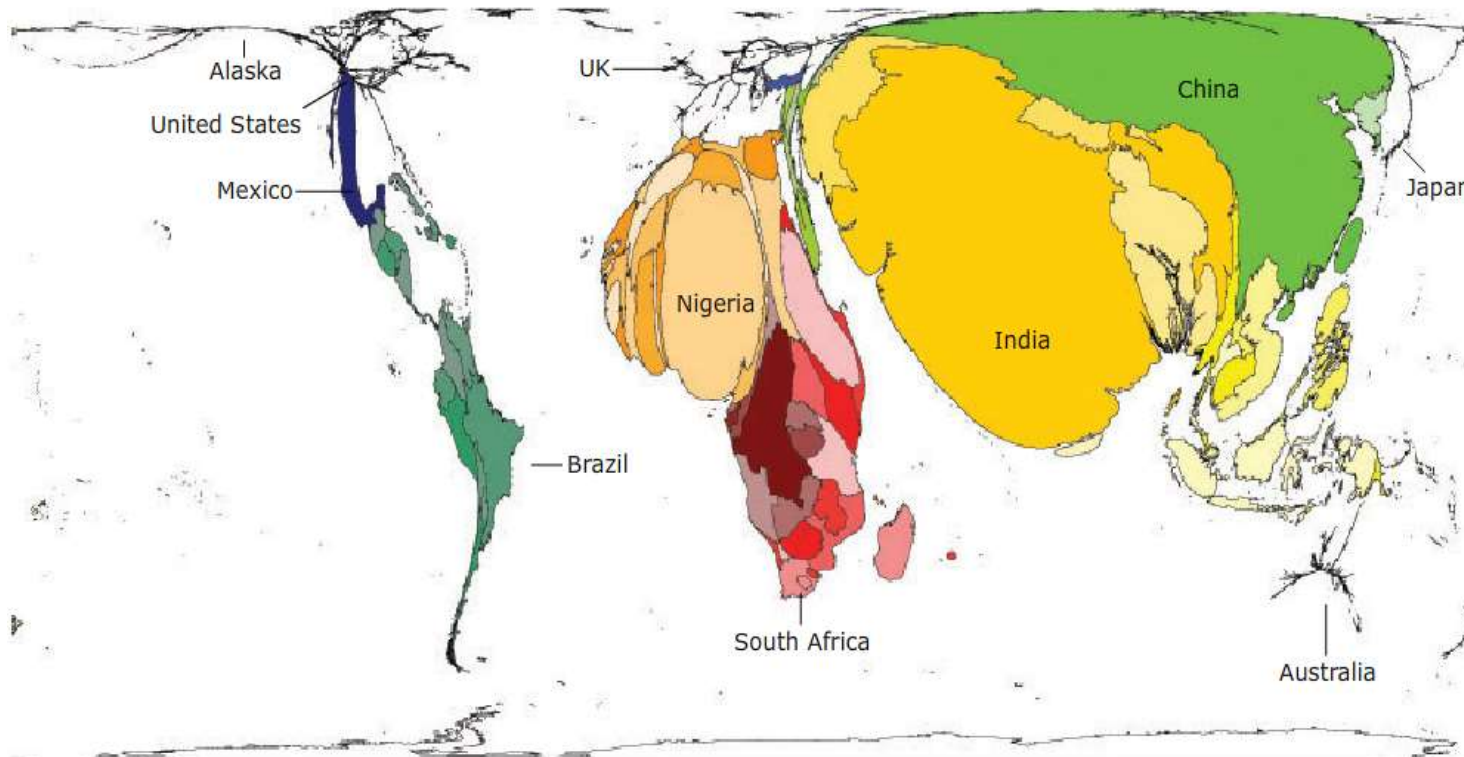 Alaska
UK
China
United States
Mexico
Japan
Nigeria
India
Brazil
South Africa
Australia